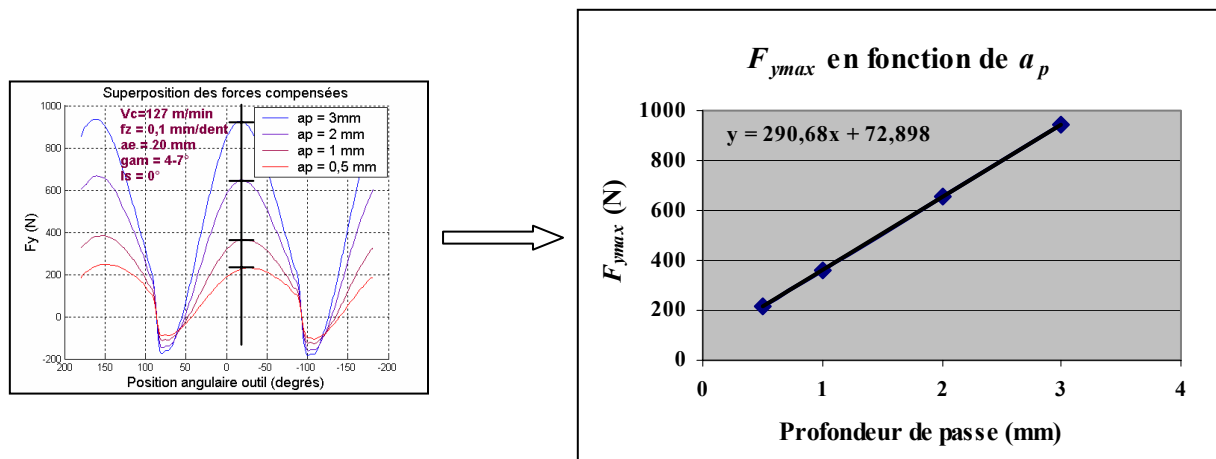 Superposition des forces compensées
Vc=127 m/min
fz = 0,1 mm/dent
ae = 20 mm
gam = 4-7°
ls = 0°
ap = 3mm
ap = 2 mm
ap = 1 mm
ap = 0,5 mm
Fy (N)
1000
800
600
400
200
0
-200
200 150 100 50 0 -50 -100 -150 -200
Position angulaire outil (degrés)
F ymax en fonction de a p
y = 290,68x + 72,898
F ymax (N)
1000
800
600
400
200
0
0 1 2 3 4
Profondeur de passe (mm)